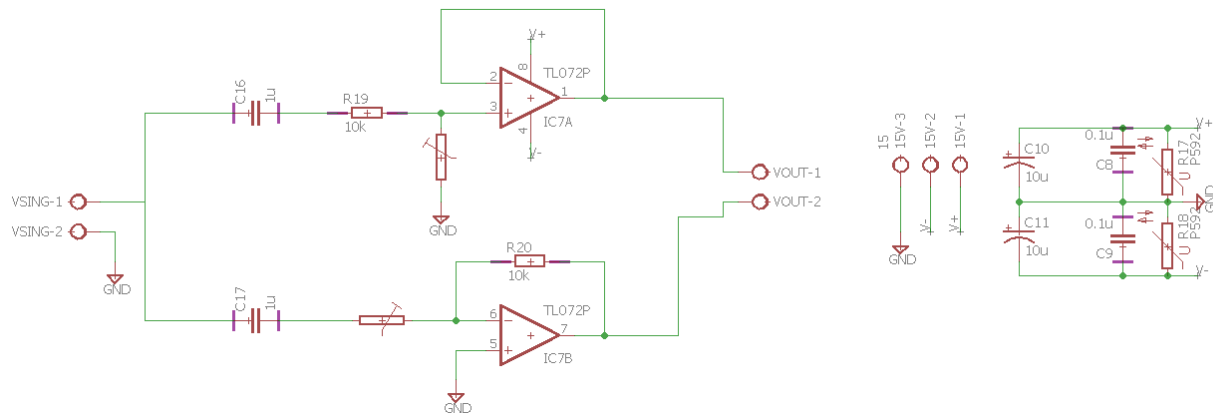 V+
C16
1u
R19
10k
2
3
8
4
1
TL072P
IC7A
V-
GND
VSING-1
VSING-2
GND
VOUT-1
VOUT-2
C17
1u
R20
10k
6
5
7
TL072P
IC7B
GND
15
15V-3
15V-2
15V-1
GND
V-
V+
C10
10u
C11
10u
0.1u
C8
0.1u
C9
R17
P592
U
R18
P592
U
V+
GND
V-